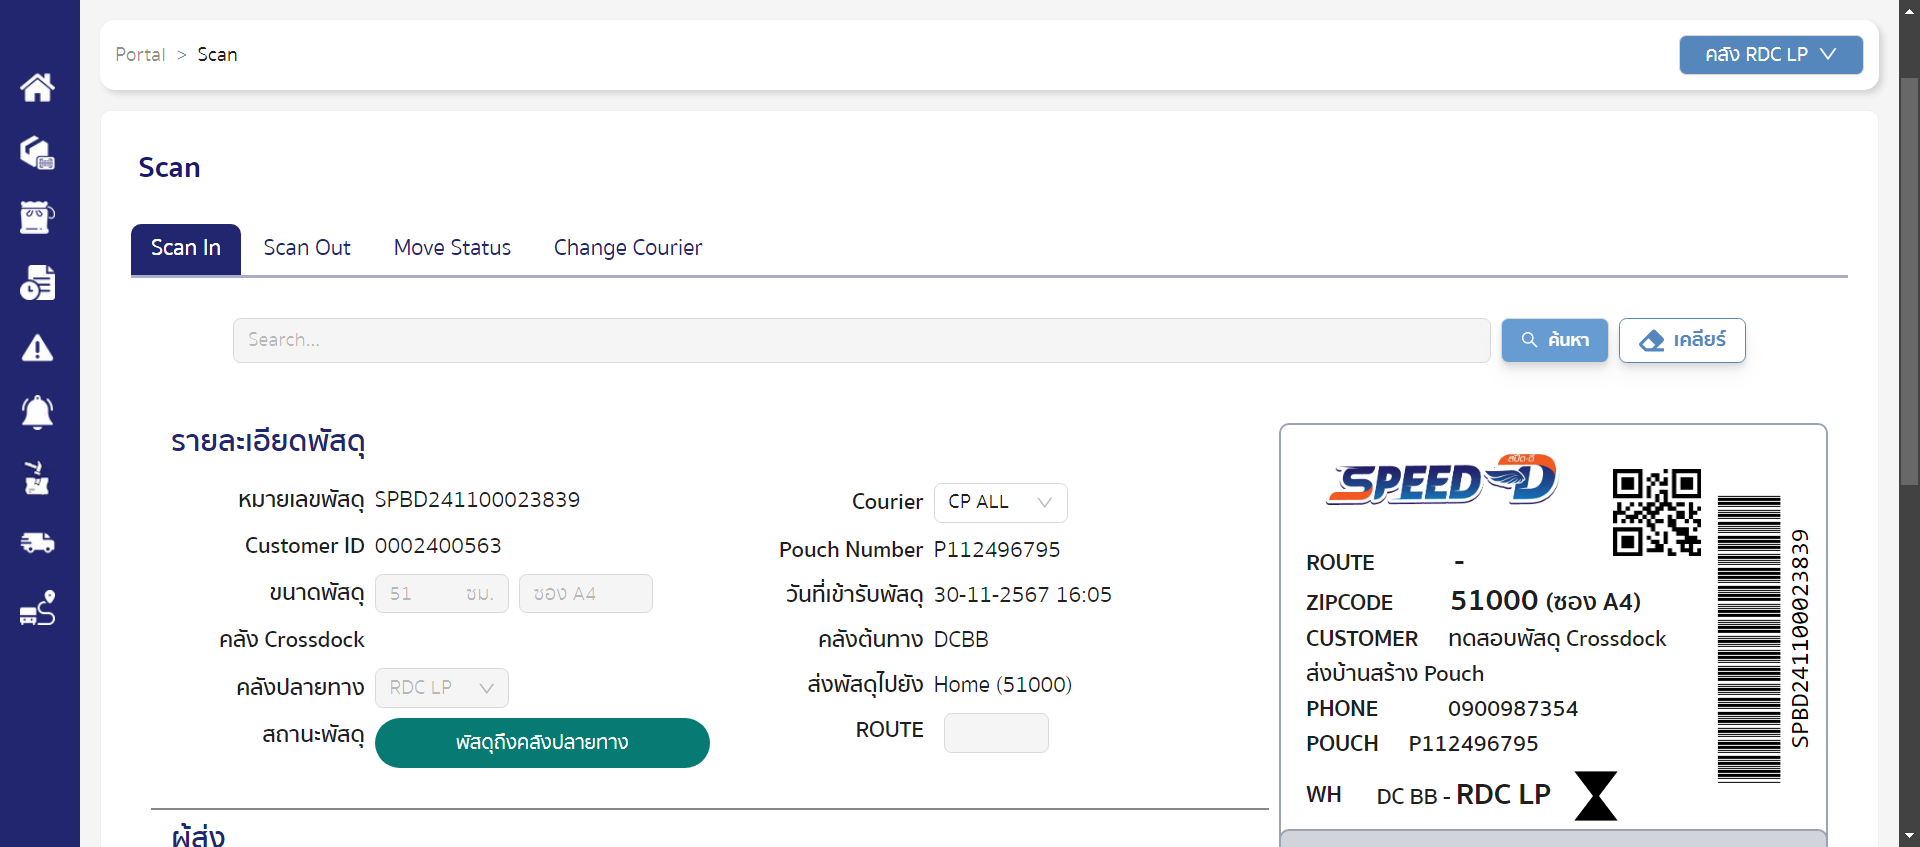 Portal > Scan
คลัง RDC LP
Scan
Scan In
Scan Out
Move Status
Change Courier
Search...
ค้นหา
เคลียร์
รายละเอียดพัสดุ
หมายเลขพัสดุ SPBD241100023839
Customer ID 0002400563
ขนาดพัสดุ 51 ซม. ซอง A4
คลัง Crossdock
คลังปลายทาง RDC LP
สถานะพัสดุ พัสดุถึงคลังปลายทาง
Courier CP ALL
Pouch Number P112496795
วันที่เข้ารับพัสดุ 30-11-2567 16:05
คลังต้นทาง DCBB
ส่งพัสดุไปยัง Home (51000)
ROUTE
ผู้ส่ง
สปีด-ดี
SPEED-D
ROUTE -
ZIPCODE 51000 (ซอง A4)
CUSTOMER ทดสอบพัสดุ Crossdock
ส่งบ้านสร้าง Pouch
PHONE 0900987354
POUCH P112496795
WH DC BB - RDC LP
SPBD241100023839